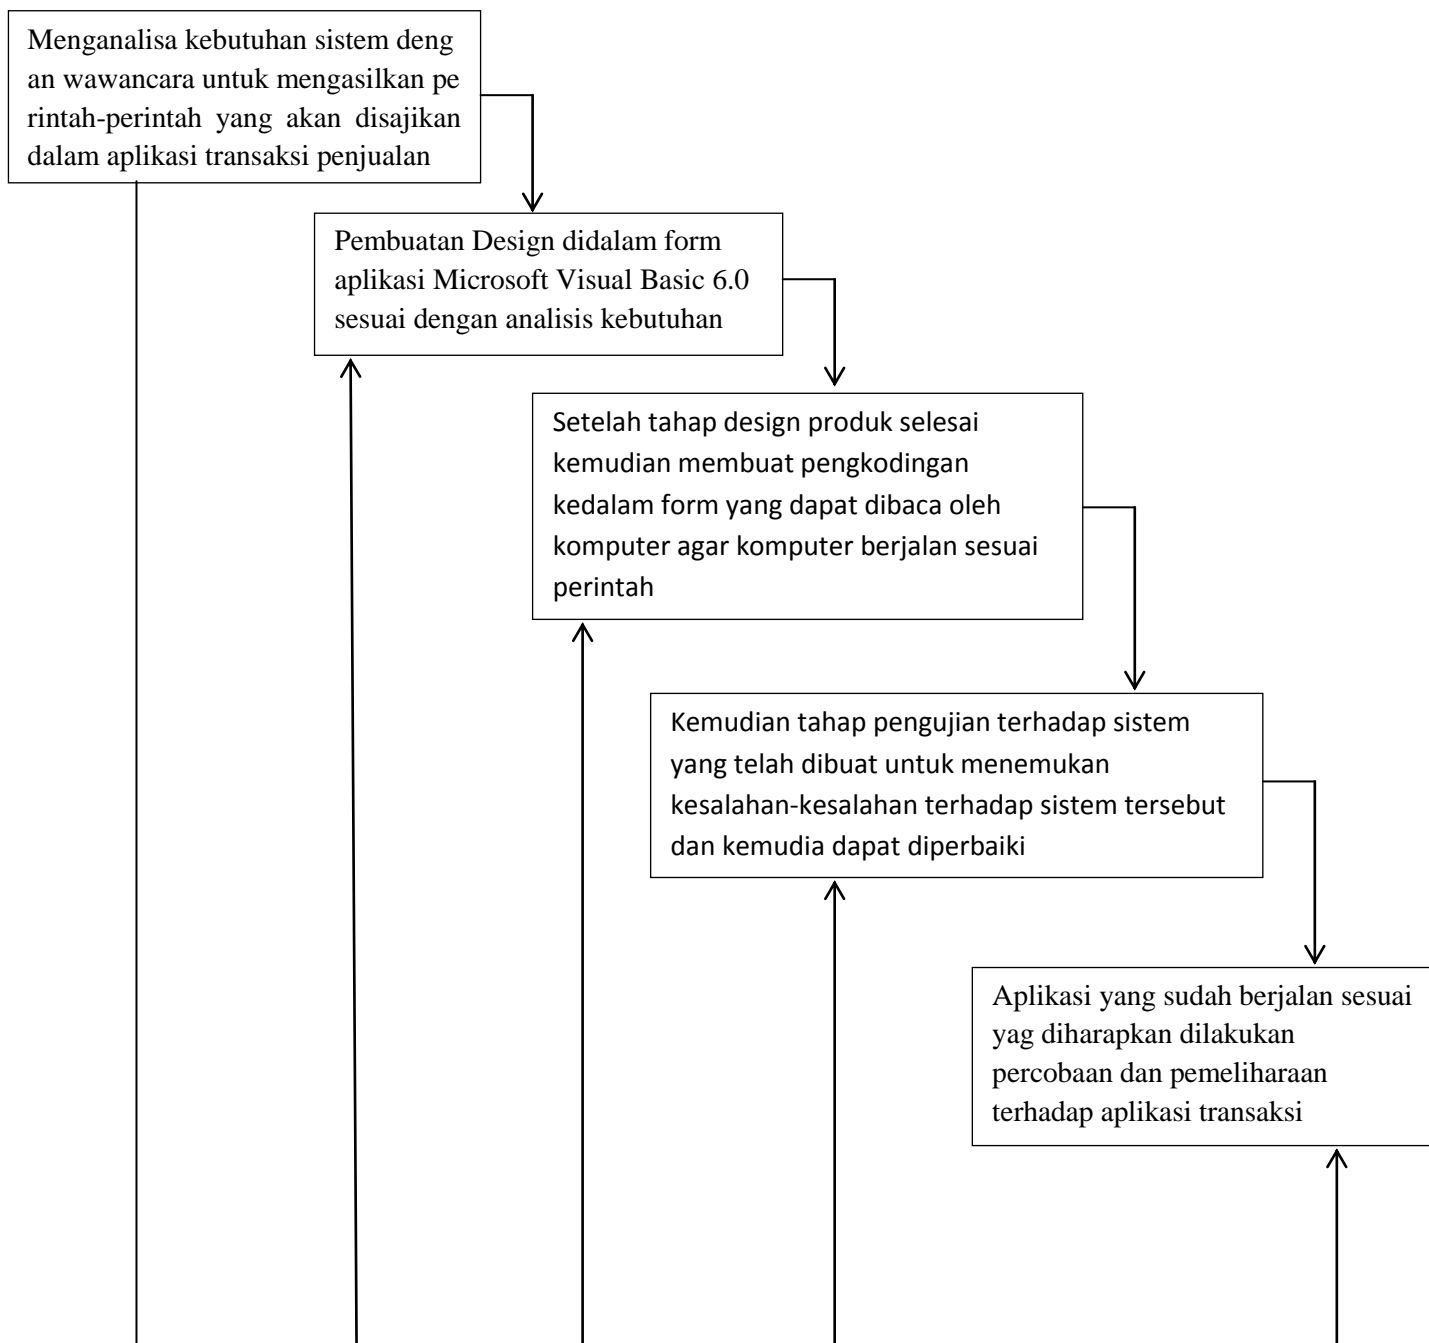 Menganalisa kebutuhan sistem deng
an wawancara untuk mengasilkan pe
rintah-perintah yang akan disajikan
dalam aplikasi transaksi penjualan
Pembuatan Design didalam form
aplikasi Microsoft Visual Basic 6.0
sesuai dengan analisis kebutuhan
Setelah tahap design produk selesai
kemudian membuat pengkodingan
kedalam form yang dapat dibaca oleh
komputer agar komputer berjalan sesuai
perintah
Kemudian tahap pengujian terhadap sistem
yang telah dibuat untuk menemukan
kesalahan-kesalahan terhadap sistem tersebut
dan kemudia dapat diperbaiki
Aplikasi yang sudah berjalan sesuai
yag diharapkan dilakukan
percobaan dan pemeliharaan
terhadap aplikasi transaksi